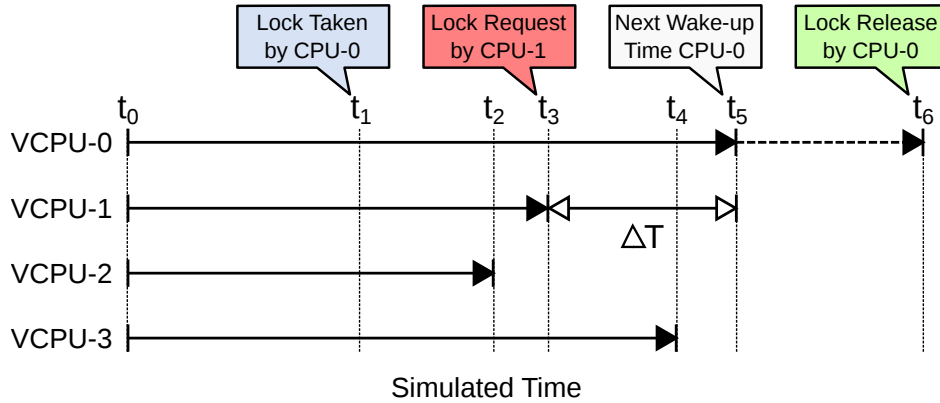 Lock Taken
by CPU-0
Lock Request
by CPU-1
Next Wake-up
Time CPU-0
Lock Release
by CPU-0
t0 t1 t2 t3 t4 t5 t6
VCPU-0
VCPU-1
ΔT
VCPU-2
VCPU-3
Simulated Time